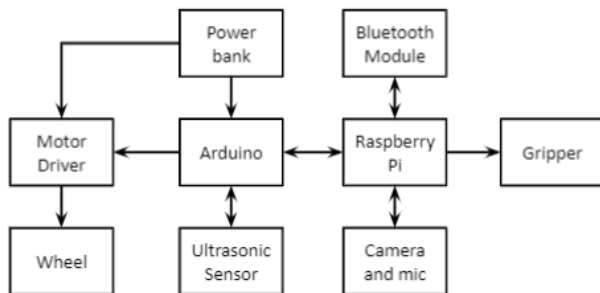 Power
bank
Bluetooth
Module
Motor
Driver
Arduino
Raspberry
Pi
Gripper
Wheel
Ultrasonic
Sensor
Camera
and mic